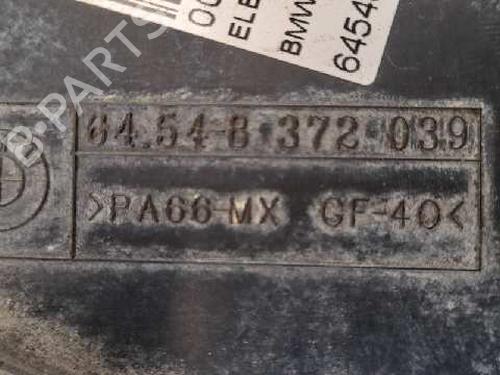 ELE
BMW
6454
B-PARTS
64.54-8 372 039
>PA66-MX GF-40<